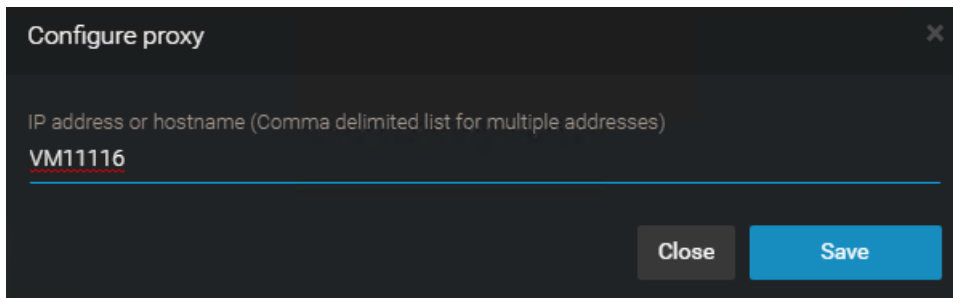 Configure proxy
IP address or hostname (Comma delimited list for multiple addresses)
VM11116
Close Save